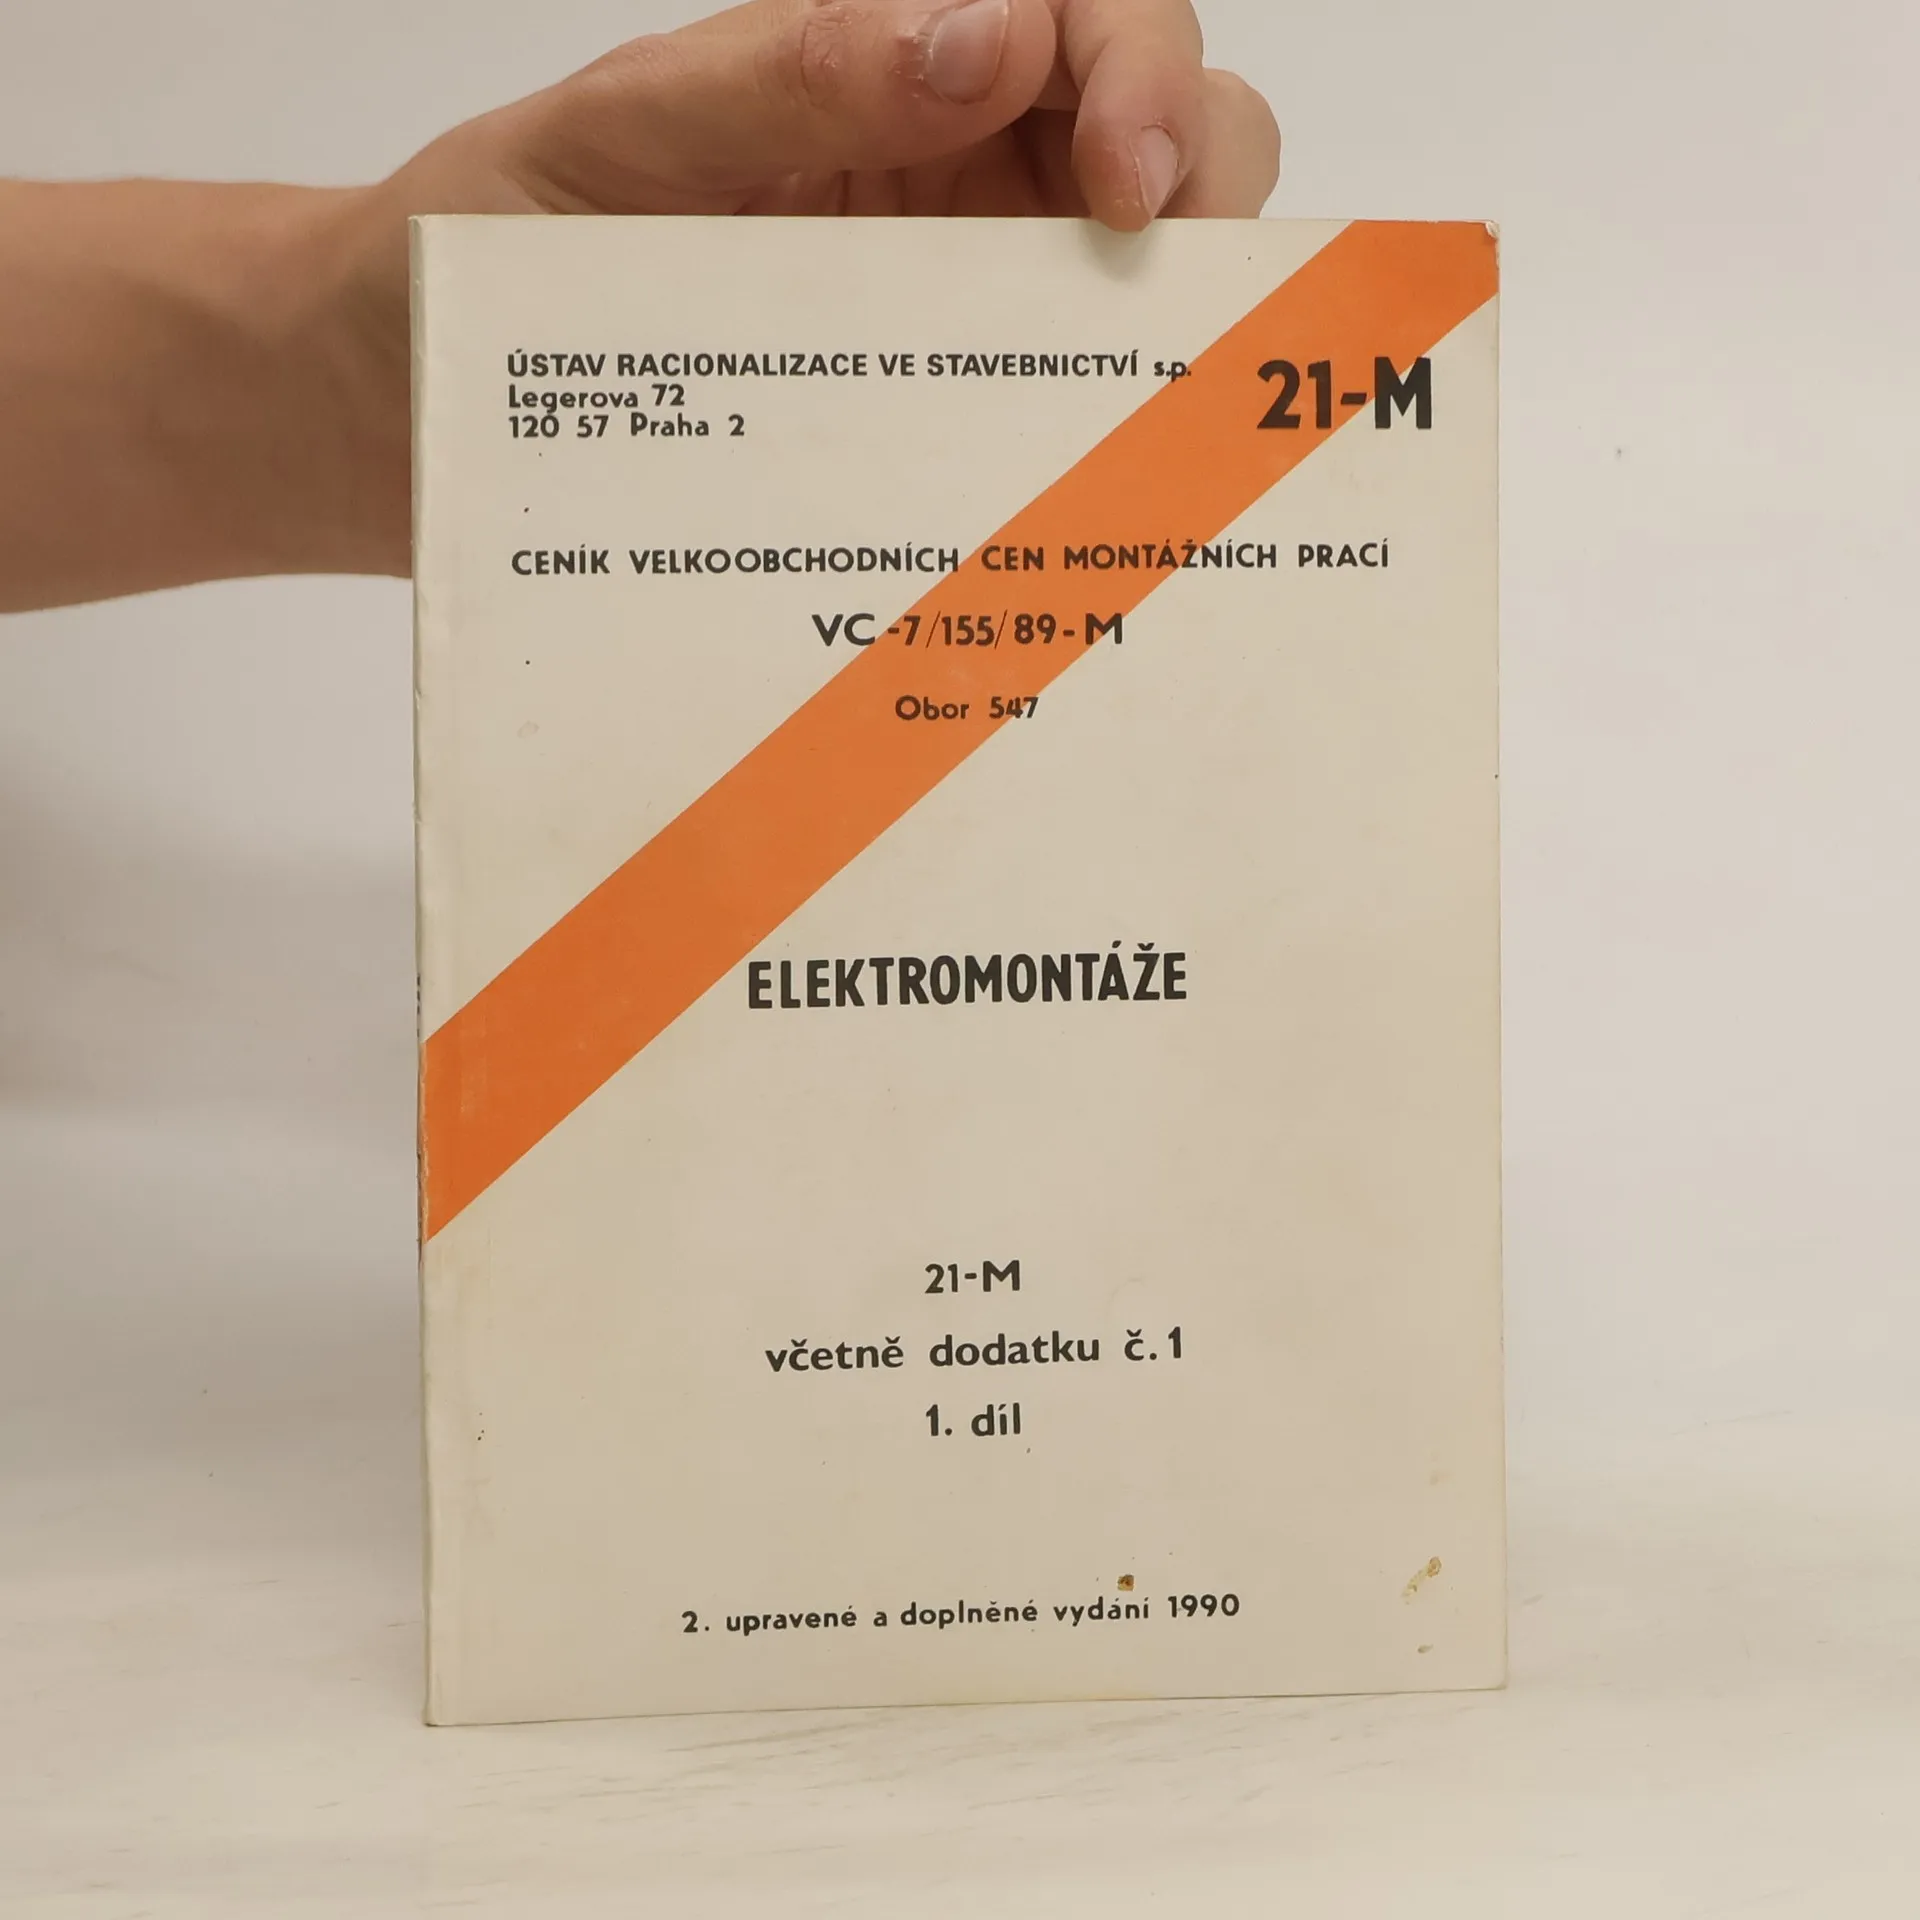 ÚSTAV RACIONALIZACE VE STAVEBNICTVÍ s.p.
Legerova 72
120 57 Praha 2
21-M
CENÍK VELKOOBCHODNÍCH CEN MONTÁŽNÍCH PRACÍ
VC-7/155/89-M
Obor 547
ELEKTROMONTÁŽE
21-M
včetně dodatku č.1
1. díl
2. upravené a doplněné vydání 1990